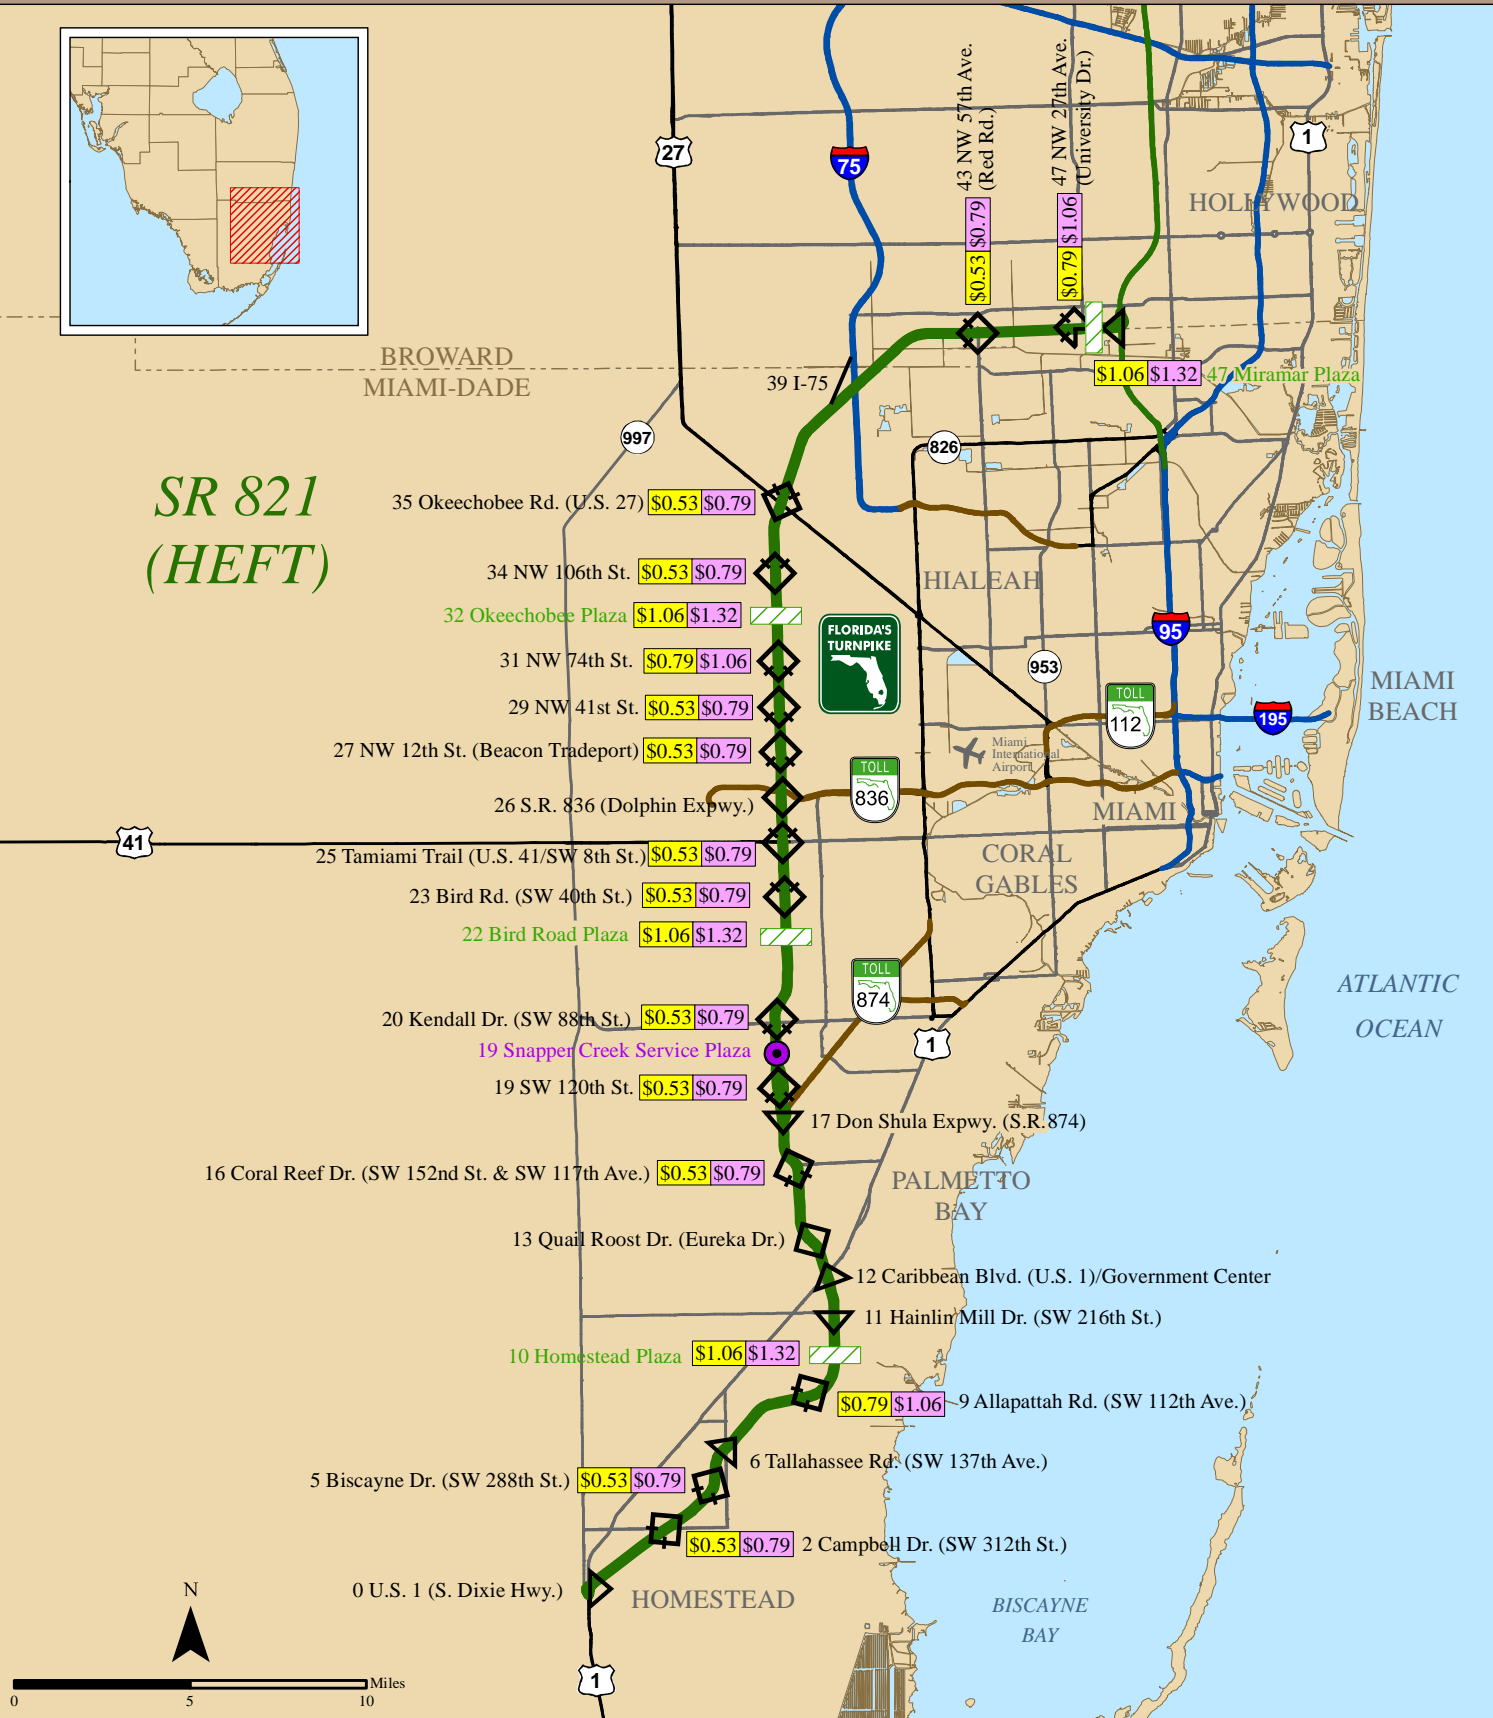 27
75
1
43 NW 57th Ave.
(Red Rd.)
$0.53 $0.79
47 NW 27th Ave.
(University Dr.)
$0.79 $1.06
HOLLYWOOD
BROWARD
MIAMI-DADE
39 I-75
$1.06 $1.32 47 Miramar Plaza
997
826
SR 821
(HEFT)
35 Okeechobee Rd. (U.S. 27) $0.53 $0.79
34 NW 106th St. $0.53 $0.79
HIALEAH
32 Okeechobee Plaza $1.06 $1.32
FLORIDA'S
TURNPIKE
95
31 NW 74th St. $0.79 $1.06
953
MIAMI
BEACH
29 NW 41st St. $0.53 $0.79
TOLL
112
195
27 NW 12th St. (Beacon Tradeport) $0.53 $0.79
Miami
International
Airport
TOLL
836
26 S.R. 836 (Dolphin Expwy.)
MIAMI
41
25 Tamiami Trail (U.S. 41/SW 8th St.) $0.53 $0.79
CORAL
GABLES
23 Bird Rd. (SW 40th St.) $0.53 $0.79
22 Bird Road Plaza $1.06 $1.32
TOLL
874
ATLANTIC
OCEAN
20 Kendall Dr. (SW 88th St.) $0.53 $0.79
1
19 Snapper Creek Service Plaza
19 SW 120th St. $0.53 $0.79
17 Don Shula Expwy. (S.R.874)
16 Coral Reef Dr. (SW 152nd St. & SW 117th Ave.) $0.53 $0.79
PALMETTO
BAY
13 Quail Roost Dr. (Eureka Dr.)
12 Caribbean Blvd. (U.S. 1)/Government Center
11 Hainlin Mill Dr. (SW 216th St.)
10 Homestead Plaza $1.06 $1.32
$0.79 $1.06 9 Allapattah Rd. (SW 112th Ave.)
6 Tallahassee Rd. (SW 137th Ave.)
5 Biscayne Dr. (SW 288th St.) $0.53 $0.79
$0.53 $0.79 2 Campbell Dr. (SW 312th St.)
0 U.S. 1 (S. Dixie Hwy.)
HOMESTEAD
BISCAYNE
BAY
N
1
Miles
0 5 10